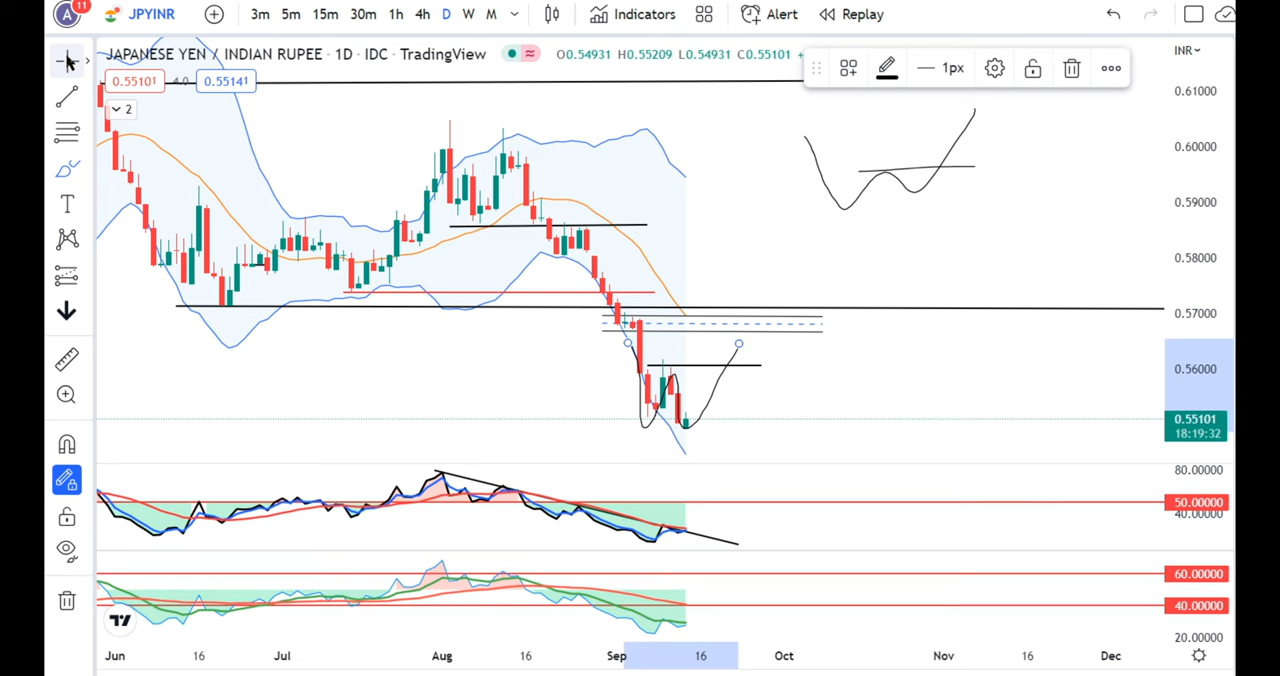 A 11 JPYINR 3m 5m 15m 30m 1h 4h D W M Indicators Alert Replay
JAPANESE YEN / INDIAN RUPEE · 1D · IDC · TradingView O0.54931 H0.55209 L0.54931 C0.55101 +
INR
0.55101 4.0 0.55141
1px
2
0.61000
0.60000
0.59000
0.58000
0.57000
0.56000
0.55101
18:19:32
80.00000
50.00000
40.00000
60.00000
40.00000
20.00000
Jun 16 Jul Aug 16 Sep 16 Oct Nov 16 Dec